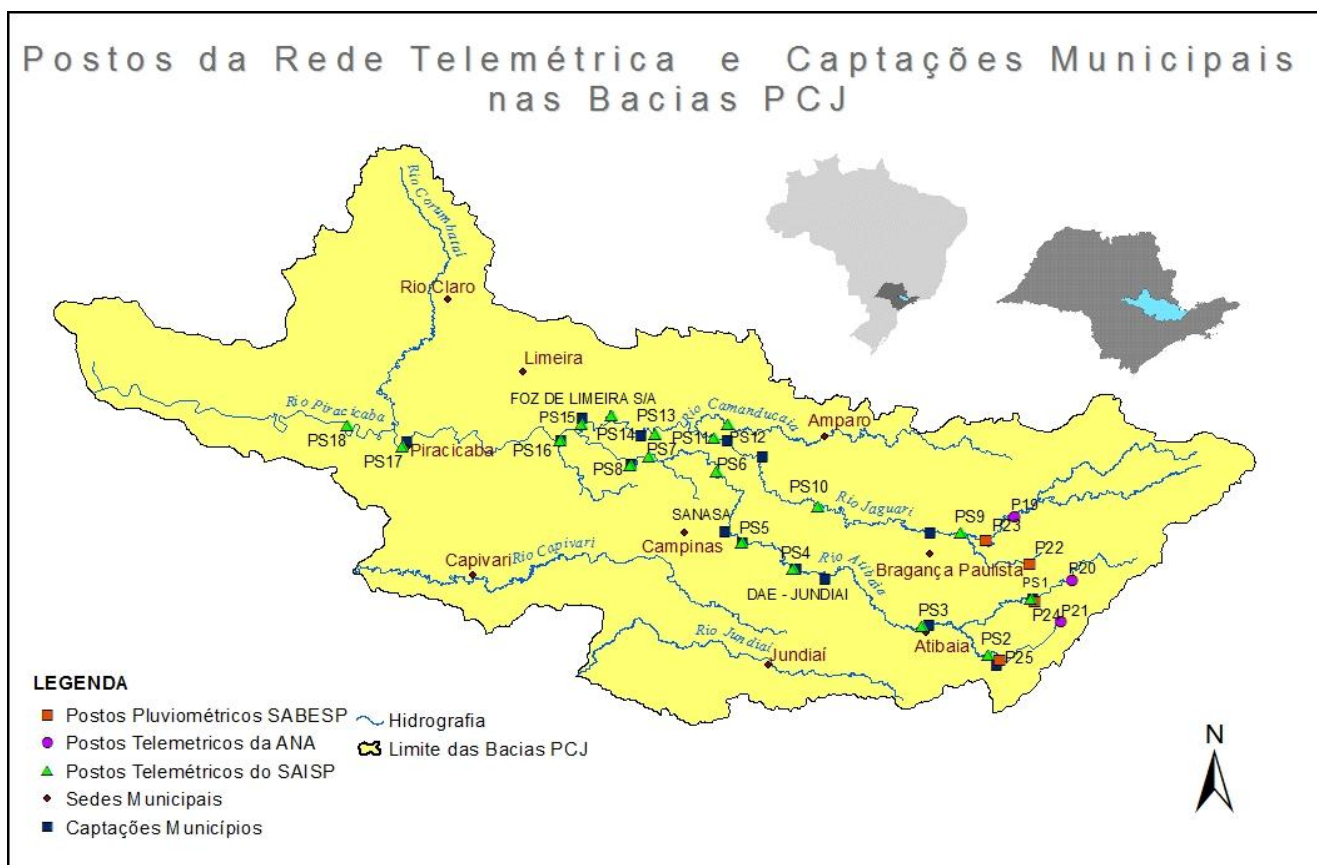 Postos da Rede Telemétrica e Captações Municipais
nas Bacias PCJ
Rio Corumbataí
Rio Claro
Limeira
FOZ DE LIMEIRA S/A
Rio Piracicaba
PS18
PS17
Piracicaba
PS16
PS15
PS14
PS13
PS8
PS7
PS11
PS12
PS6
Rio Camanducaia
Amparo
PS10
Rio Jaguari
PS9
P19
P23
P22
P20
Bragança Paulista
SANASA
Campinas
PS5
PS4
DAE - JUNDIAI
Rio Atibaia
PS1
P24
P21
PS3
Atibaia
PS2
P25
Capivari
Rio Capivari
Rio Jundiaí
Jundiaí
LEGENDA
Postos Pluviométricos SABESP
Postos Telemetricos da ANA
Postos Telemétricos do SAISP
Sedes Municipais
Captações Municípios
Hidrografia
Limite das Bacias PCJ
N